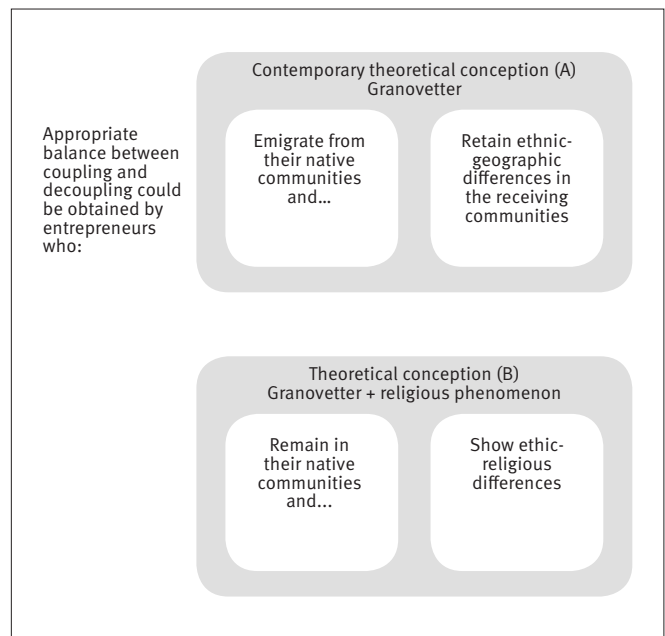 Contemporary theoretical conception (A)
Granovetter
Appropriate
balance between
coupling and
decoupling could
be obtained by
entrepreneurs
who:
Emigrate from
their native
communities
and…
Retain ethnic-
geographic
differences in
the receiving
communities
Theoretical conception (B)
Granovetter + religious phenomenon
Remain in
their native
communities
and...
Show ethic-
religious
differences